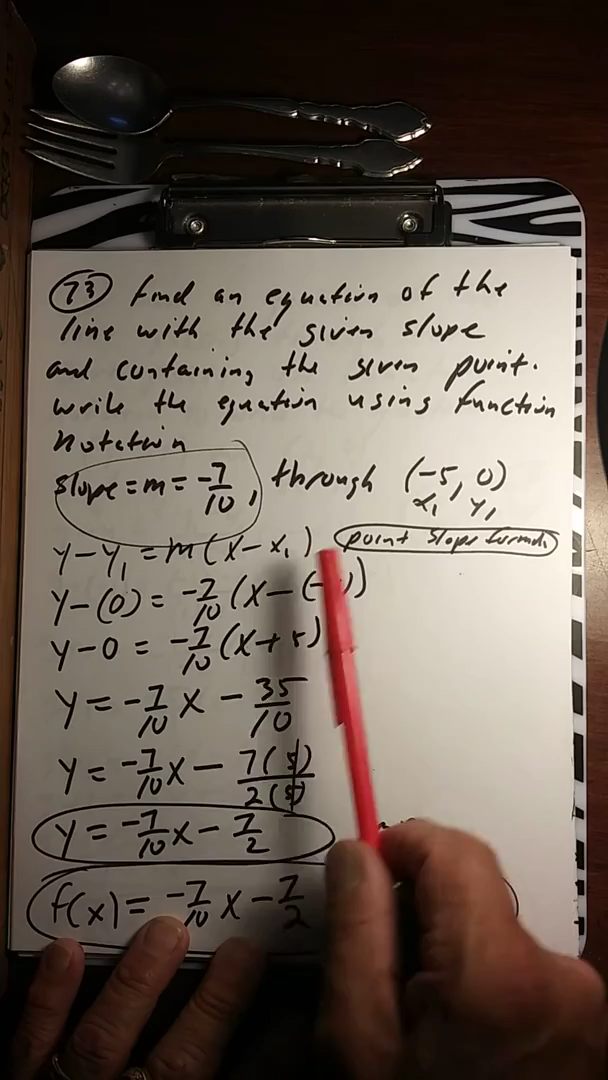 73 find an equation of the
line with the given slope
and containing the given point.
write the equation using function
notation
slope = m = -7/10, through (-5, 0)
x₁ y₁
y - y₁ = m(x - x₁) point slope formula
y - (0) = -7/10 (x - (-
y - 0 = -7/10 (x + 5)
y = -7/10 x - 35/10
y = -7/10 x - 7(5)/2(5)
y = -7/10 x - 7/2
f(x) = -7/10 x - 7/2